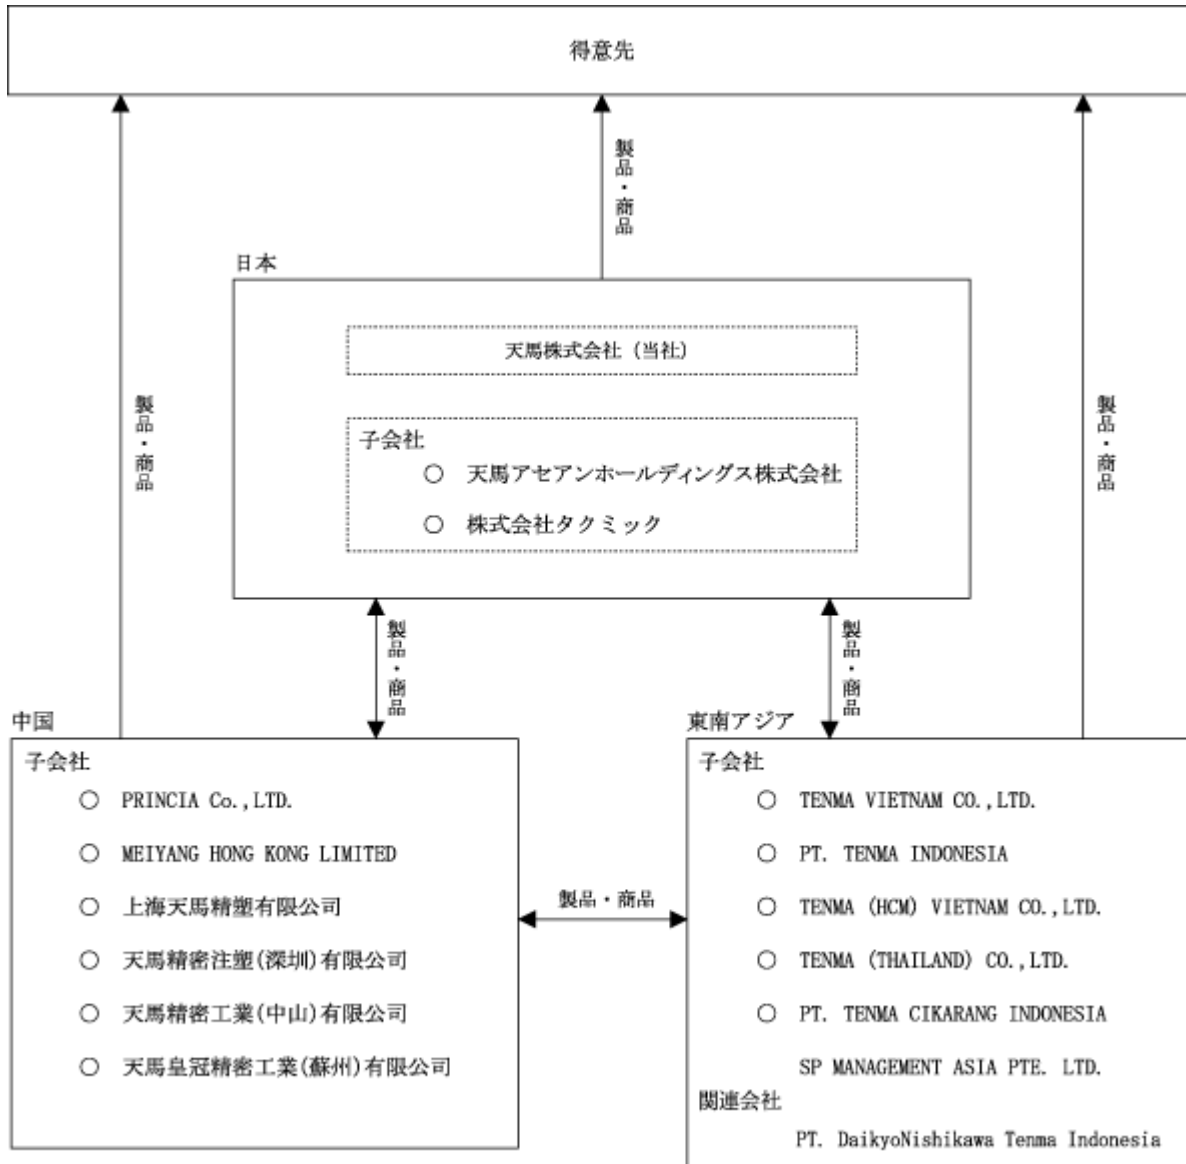 得意先
製品・商品
日本
天馬株式会社（当社）
製品・商品
製品・商品
子会社
○ 天馬アセアンホールディングス株式会社
○ 株式会社タクミック
製品・商品
製品・商品
中国
子会社
○ PRINCIA Co.,LTD.
○ MEIYANG HONG KONG LIMITED
○ 上海天馬精塑有限公司
○ 天馬精密注塑(深圳)有限公司
○ 天馬精密工業(中山)有限公司
○ 天馬皇冠精密工業(蘇州)有限公司
製品・商品
東南アジア
子会社
○ TENMA VIETNAM CO.,LTD.
○ PT. TENMA INDONESIA
○ TENMA (HCM) VIETNAM CO.,LTD.
○ TENMA (THAILAND) CO.,LTD.
○ PT. TENMA CIKARANG INDONESIA
SP MANAGEMENT ASIA PTE. LTD.
関連会社
PT. DaikyoNishikawa Tenma Indonesia